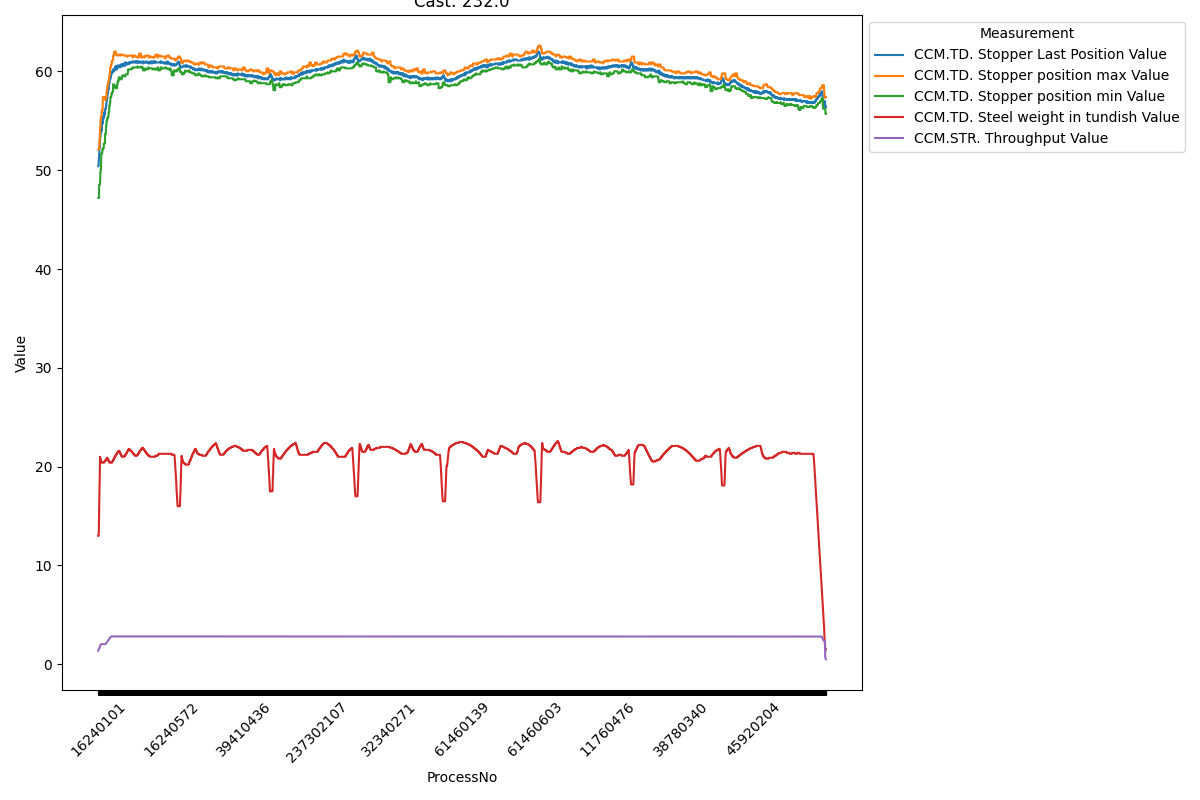 Cast: 232.0
Measurement
CCM.TD. Stopper Last Position Value
CCM.TD. Stopper position max Value
CCM.TD. Stopper position min Value
CCM.TD. Steel weight in tundish Value
CCM.STR. Throughput Value
60
50
40
30
20
10
0
Value
16240101
16240572
39410436
237302107
32340271
61460139
61460603
11760476
38780340
45920204
ProcessNo